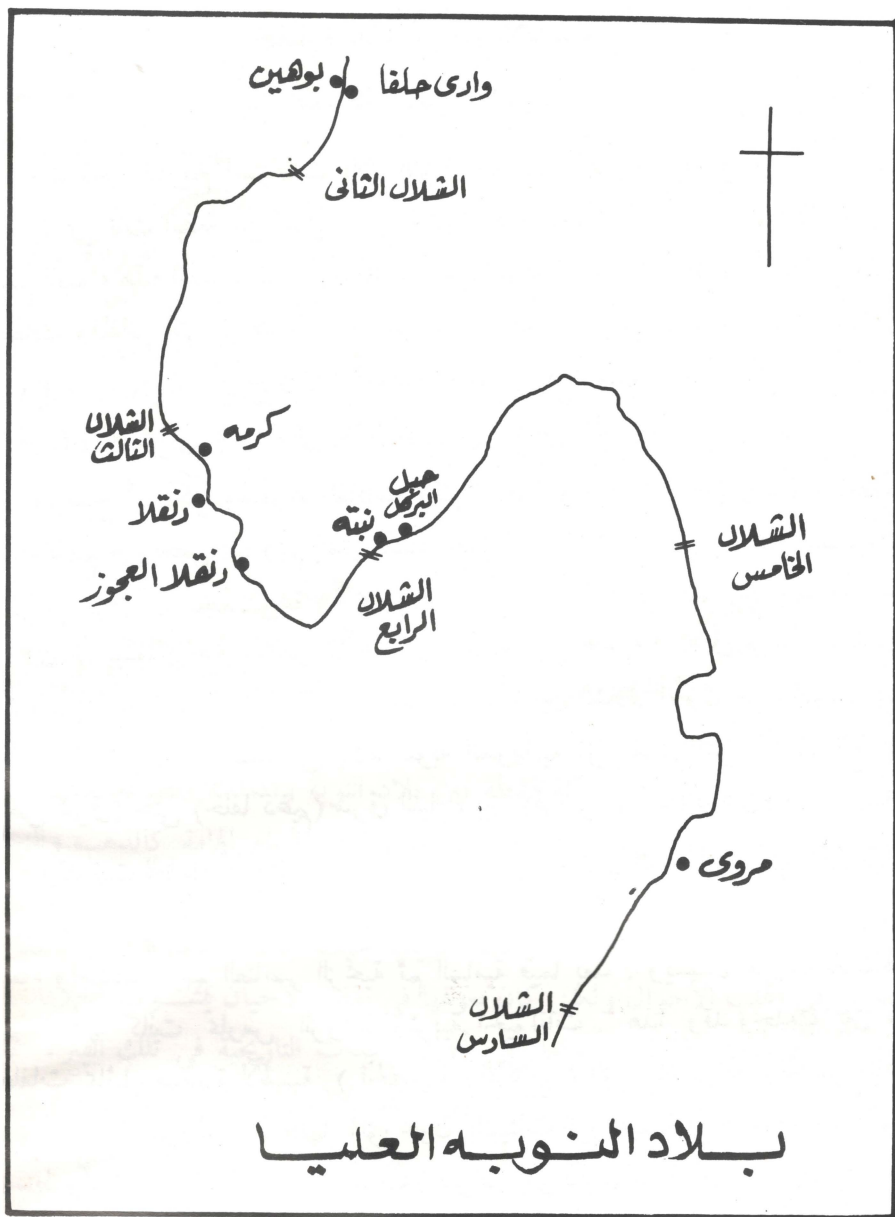 وادى حلفا
بوهين
الشلال الثانى
الشلال
الثالث
كرمه
دنقلا
دنقلا العجوز
جبل
البركل
نبته
الشلال
الرابع
الشلال
الخامس
مروى
الشلال
السادس
بلاد النوبه العليا